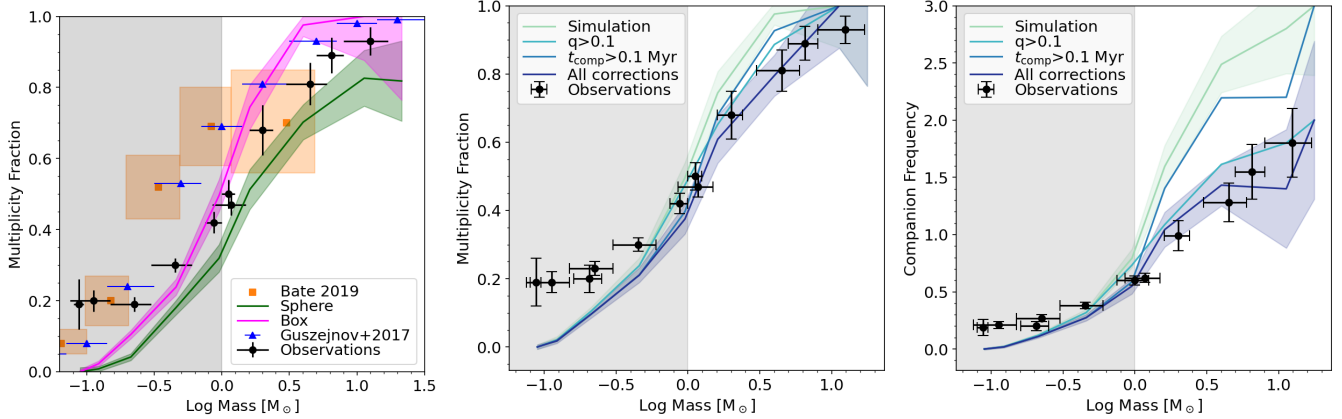 1.0
0.8
0.6
0.4
0.2
0.0
Multiplicity Fraction
Bate 2019
Sphere
Box
Guszejnov+2017
Observations
−1.0
−0.5
0.0
0.5
1.0
1.5
Log Mass [M⊙]
1.0
0.8
0.6
0.4
0.2
0.0
Multiplicity Fraction
Simulation
q>0.1
tcomp>0.1 Myr
All corrections
Observations
−1.0
−0.5
0.0
0.5
1.0
Log Mass [M⊙]
3.0
2.5
2.0
1.5
1.0
0.5
0.0
Companion Frequency
Simulation
q>0.1
tcomp>0.1 Myr
All corrections
Observations
−1.0
−0.5
0.0
0.5
1.0
Log Mass [M⊙]